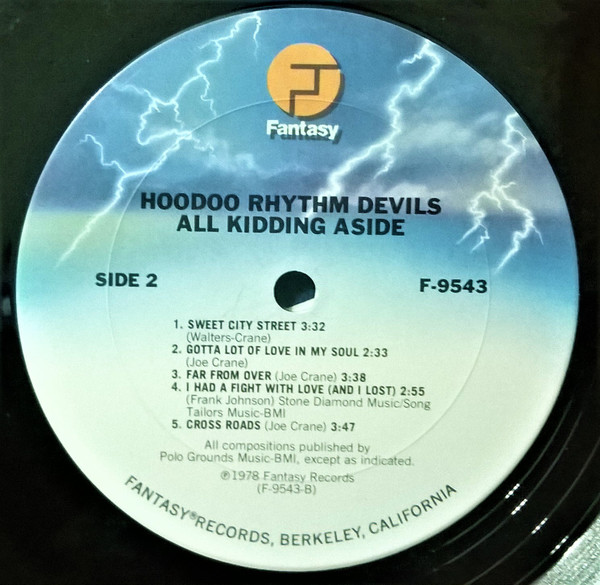 Fantasy
HOODOO RHYTHM DEVILS
ALL KIDDING ASIDE
SIDE 2
F-9543
1. SWEET CITY STREET 3:32
(Walters-Crane)
2. GOTTA LOT OF LOVE IN MY SOUL 2:33
(Joe Crane)
3. FAR FROM OVER (Joe Crane) 3:38
4. I HAD A FIGHT WITH LOVE (AND I LOST) 2:55
(Frank Johnson) Stone Diamond Music/Song
Tailors Music-BMI
5. CROSS ROADS (Joe Crane) 3:47
All compositions published by
Polo Grounds Music-BMI, except as indicated.
℗1978 Fantasy Records
(F-9543-B)
FANTASY® RECORDS, BERKELEY, CALIFORNIA